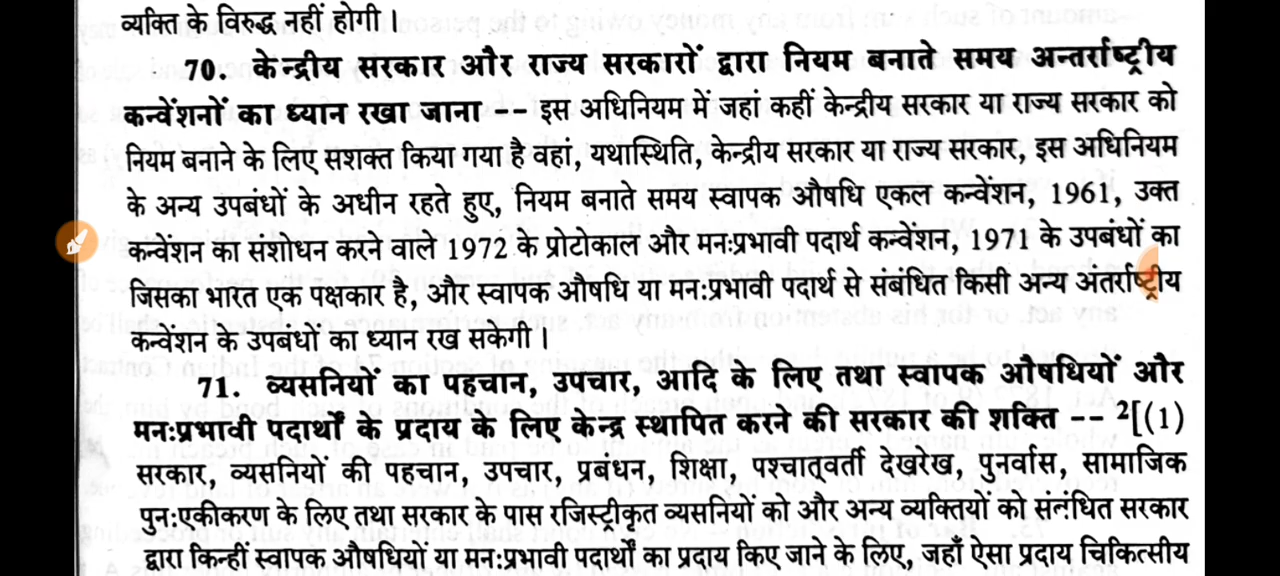 व्यक्ति के विरुद्ध नहीं होगी।
70. केन्द्रीय सरकार और राज्य सरकारों द्वारा नियम बनाते समय अन्तर्राष्ट्रीय
कन्वेंशनों का ध्यान रखा जाना -- इस अधिनियम में जहां कहीं केन्द्रीय सरकार या राज्य सरकार को
नियम बनाने के लिए सशक्त किया गया है वहां, यथास्थिति, केन्द्रीय सरकार या राज्य सरकार, इस अधिनियम
के अन्य उपबंधों के अधीन रहते हुए, नियम बनाते समय स्वापक औषधि एकल कन्वेंशन, 1961, उक्त
कन्वेंशन का संशोधन करने वाले 1972 के प्रोटोकाल और मनःप्रभावी पदार्थ कन्वेंशन, 1971 के उपबंधों का
जिसका भारत एक पक्षकार है, और स्वापक औषधि या मनःप्रभावी पदार्थ से संबंधित किसी अन्य अंतर्राष्ट्रीय
कन्वेंशन के उपबंधों का ध्यान रख सकेगी।
71. व्यसनियों का पहचान, उपचार, आदि के लिए तथा स्वापक औषधियों और
मनःप्रभावी पदार्थों के प्रदाय के लिए केन्द्र स्थापित करने की सरकार की शक्ति -- ²[(1)
सरकार, व्यसनियों की पहचान, उपचार, प्रबंधन, शिक्षा, पश्चात्वर्ती देखरेख, पुनर्वास, सामाजिक
पुनःएकीकरण के लिए तथा सरकार के पास रजिस्ट्रीकृत व्यसनियों को और अन्य व्यक्तियों को संबंधित सरकार
द्वारा किन्हीं स्वापक औषधियों या मनःप्रभावी पदार्थों का प्रदाय किए जाने के लिए, जहाँ ऐसा प्रदाय चिकित्सीय